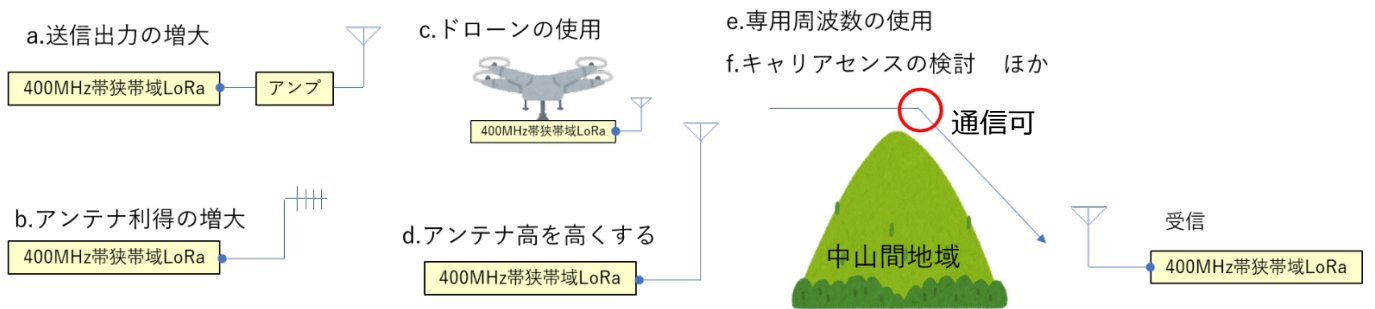 a.送信出力の増大
400MHz帯狭帯域LoRa
アンプ
b.アンテナ利得の増大
400MHz帯狭帯域LoRa
c.ドローンの使用
400MHz帯狭帯域LoRa
d.アンテナ高を高くする
400MHz帯狭帯域LoRa
e.専用周波数の使用
f.キャリアセンスの検討　ほか
通信可
中山間地域
受信
400MHz帯狭帯域LoRa